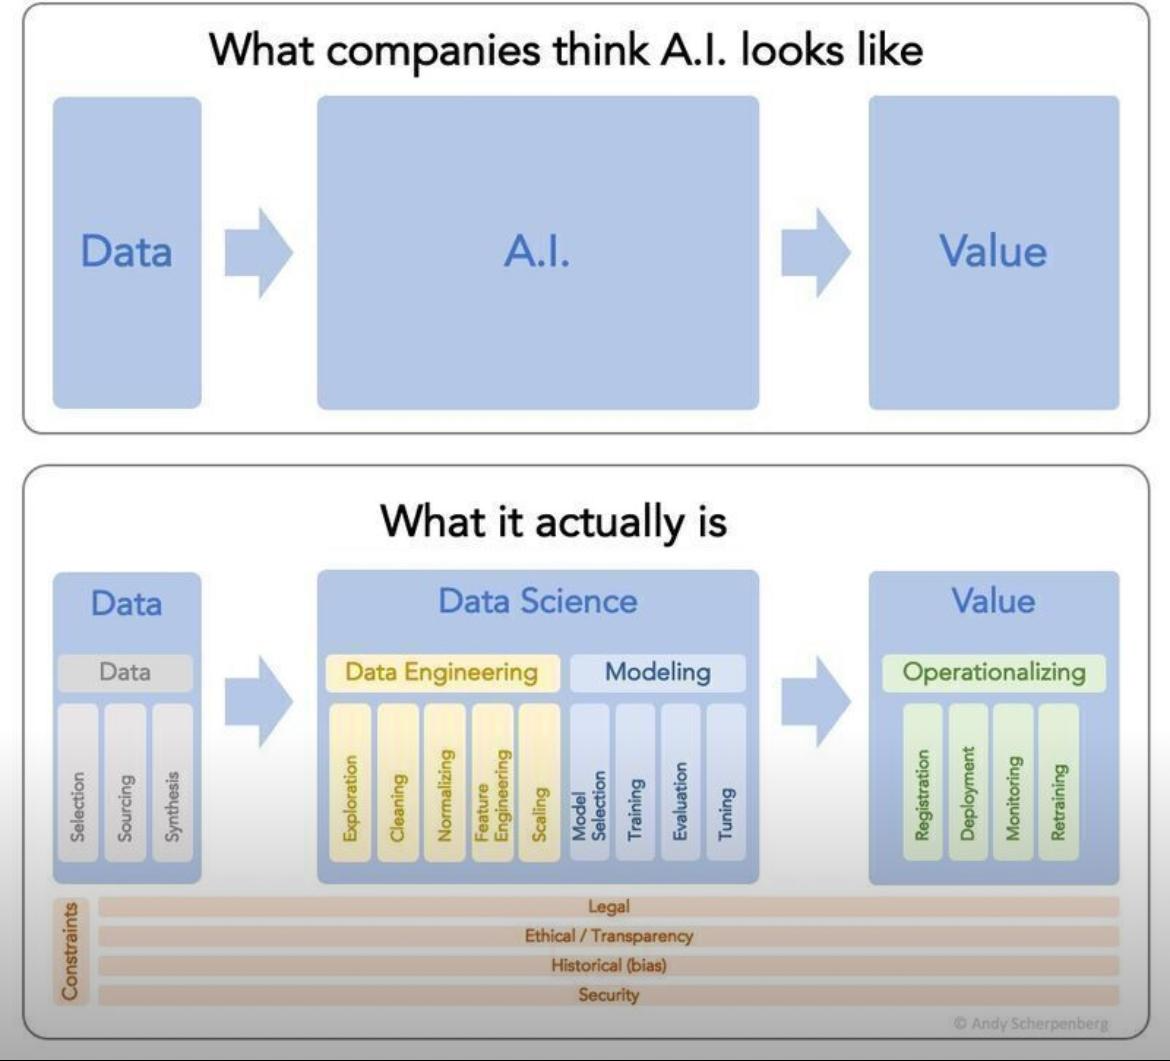 What companies think A.I. looks like
Data
A.I.
Value
What it actually is
Data
Data Science
Value
Data
Data Engineering
Modeling
Operationalizing
Selection
Sourcing
Synthesis
Exploration
Cleaning
Normalizing
Feature
Engineering
Scaling
Model
Selection
Training
Evaluation
Tuning
Registration
Deployment
Monitoring
Retraining
Constraints
Legal
Ethical / Transparency
Historical (bias)
Security
© Andy Scherpenberg